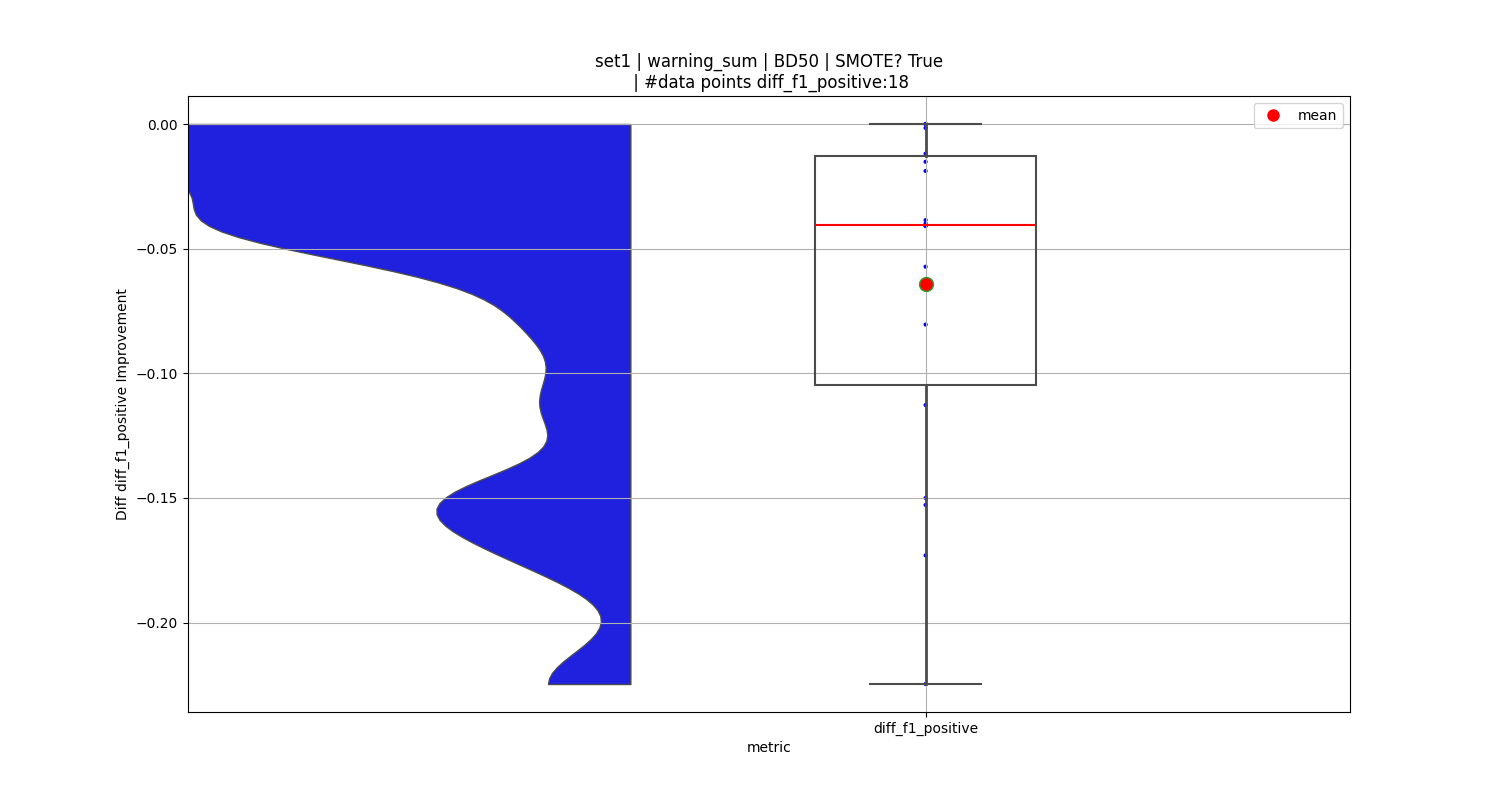 set1 | warning_sum | BD50 | SMOTE? True
| #data points diff_f1_positive:18
mean
0.00
−0.05
−0.10
−0.15
−0.20
Diff diff_f1_positive Improvement
diff_f1_positive
metric